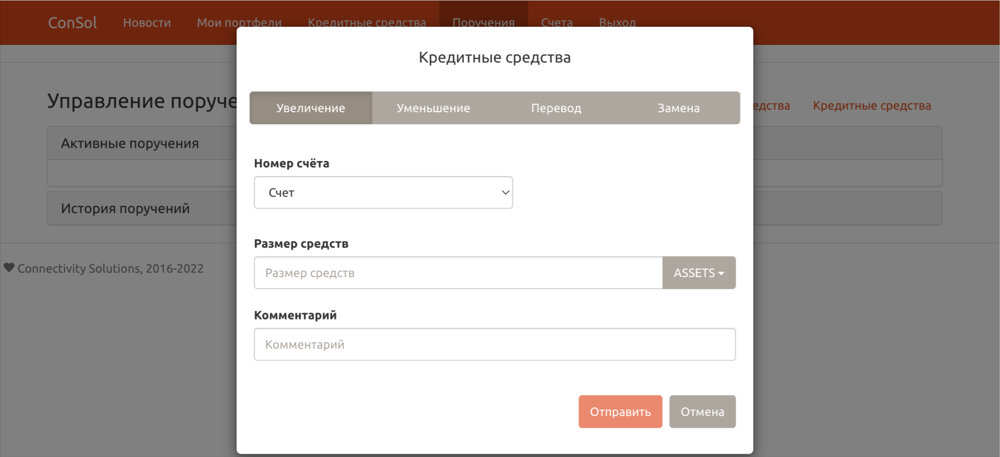 ConSol Новости Мои портфели Кредитные средства Поручения Счета Выход
Кредитные средства
Управление поруче
Увеличение Уменьшение Перевод Замена
едства Кредитные средства
Активные поручения
Номер счёта
Счет
История поручений
Размер средств
Размер средств ASSETS
Connectivity Solutions, 2016-2022
Комментарий
Комментарий
Отправить Отмена